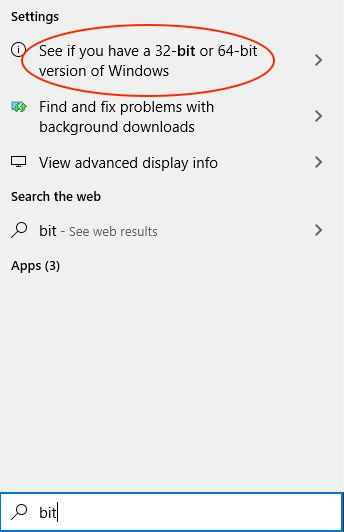 Settings
See if you have a 32-bit or 64-bit
version of Windows
Find and fix problems with
background downloads
View advanced display info
Search the web
bit - See web results
Apps (3)
bit